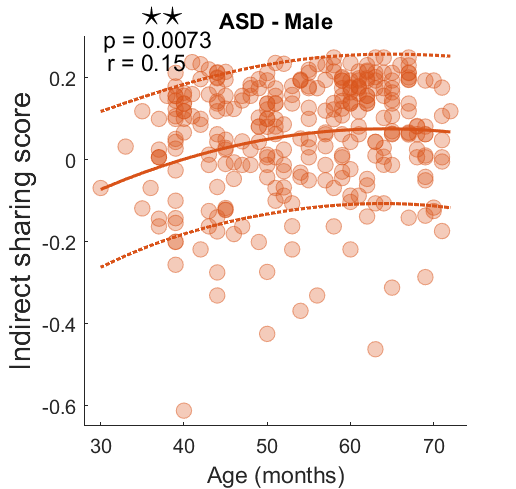 ★★
ASD - Male
p = 0.0073
r = 0.15
Indirect sharing score
0.2
0
-0.2
-0.4
-0.6
30 40 50 60 70
Age (months)